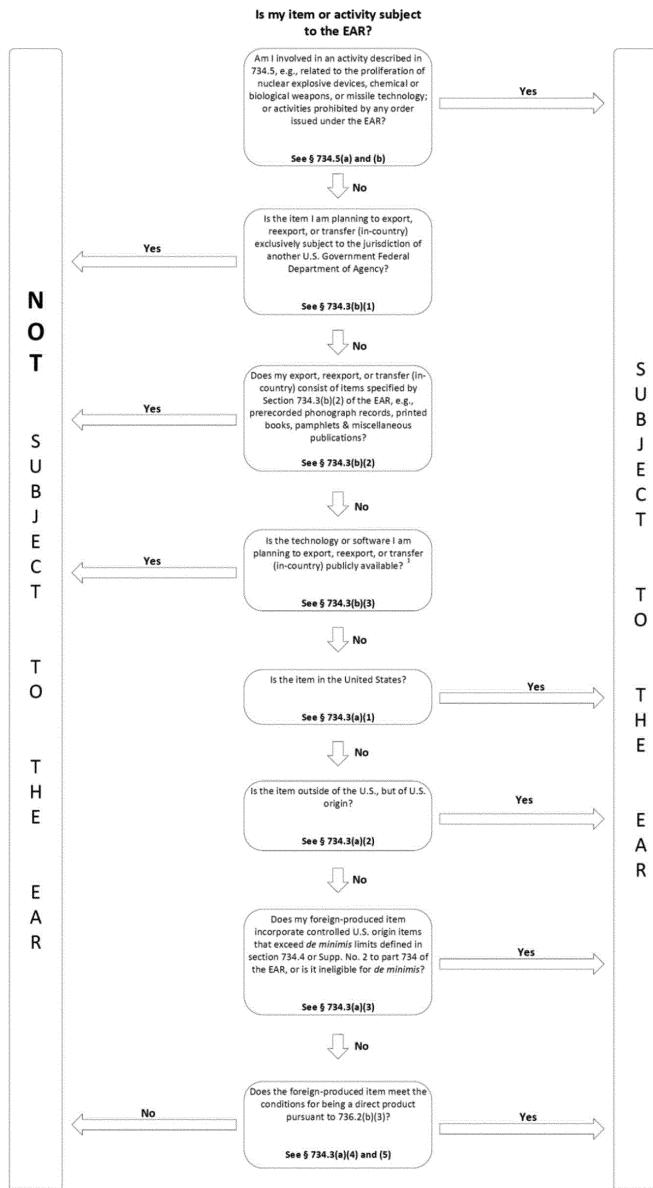 Is my item or activity subject
to the EAR?
Am I involved in an activity described in
734.5, e.g., related to the proliferation of
nuclear explosive devices, chemical or
biological weapons, or missile technology;
or activities prohibited by any order
issued under the EAR?
See § 734.5(a) and (b)
Yes
No
Is the item I am planning to export,
reexport, or transfer (in-country)
exclusively subject to the jurisdiction of
another U.S. Government Federal
Department of Agency?
See § 734.3(b)(1)
Yes
No
Does my export, reexport, or transfer (in-
country) consist of items specified by
Section 734.3(b)(2) of the EAR, e.g.,
prerecorded phonograph records, printed
books, pamphlets & miscellaneous
publications?
See § 734.3(b)(2)
Yes
No
Is the technology or software I am
planning to export, reexport, or transfer
(in-country) publicly available?
See § 734.3(b)(3)
Yes
No
Is the item in the United States?
See § 734.3(a)(1)
Yes
No
Is the item outside of the U.S., but of U.S.
origin?
See § 734.3(a)(2)
Yes
No
Does my foreign-produced item
incorporate controlled U.S. origin items
that exceed de minimis limits defined in
section 734.4 or Supp. No. 2 to part 734 of
the EAR, or is it ineligible for de minimis?
See § 734.3(a)(3)
Yes
No
Does the foreign-produced item meet the
conditions for being a direct product
pursuant to 736.2(b)(3)?
See § 734.3(a)(4) and (5)
No
Yes
NOT SUBJECT TO THE EAR
SUBJECT TO THE EAR